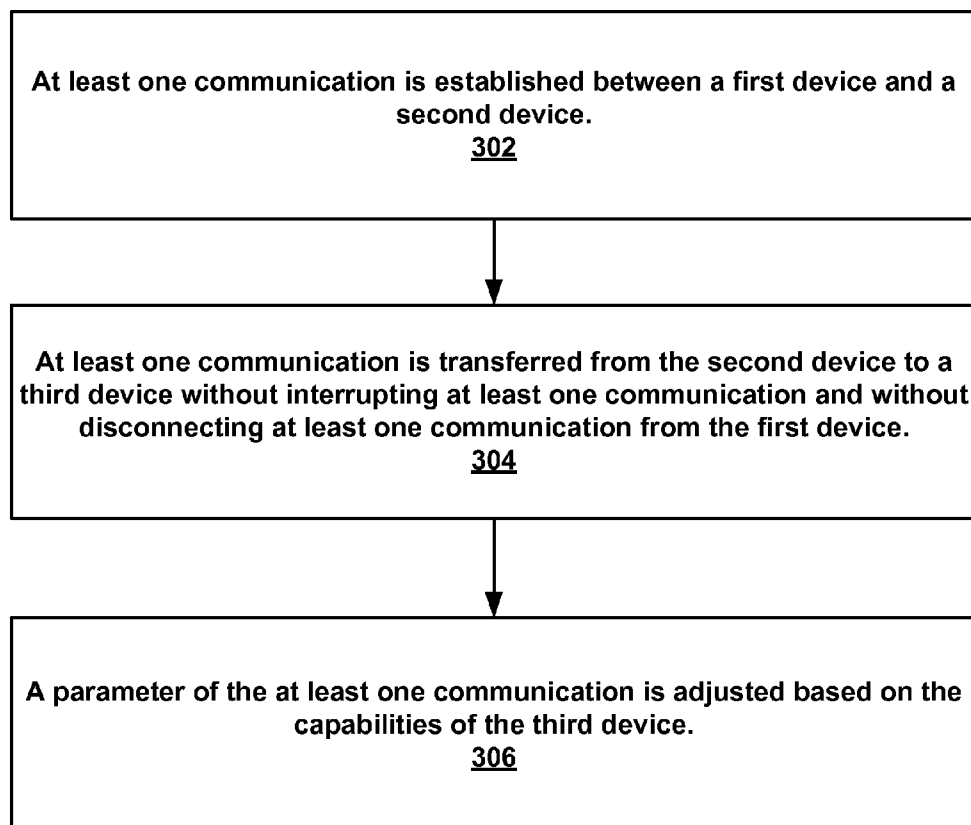 At least one communication is established between a first device and a
second device.
302
At least one communication is transferred from the second device to a
third device without interrupting at least one communication and without
disconnecting at least one communication from the first device.
304
A parameter of the at least one communication is adjusted based on the
capabilities of the third device.
306